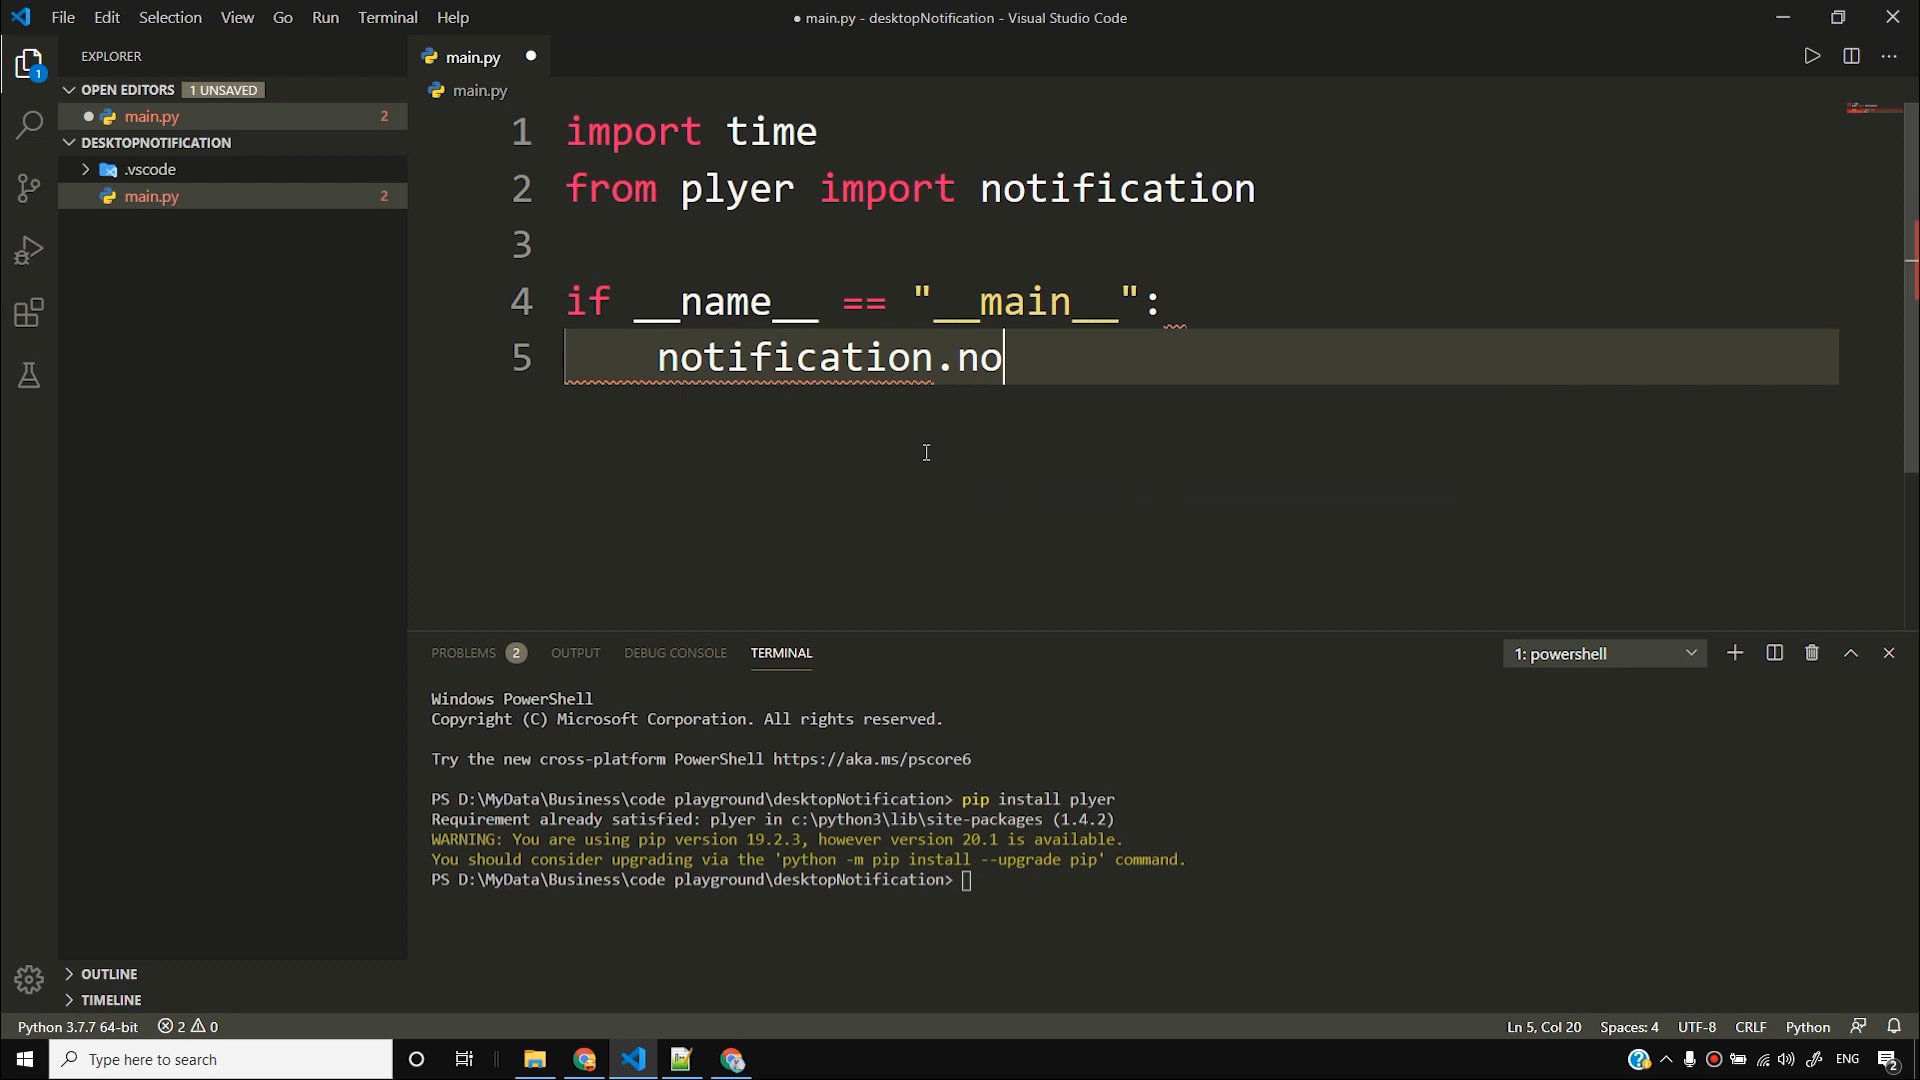 File Edit Selection View Go Run Terminal Help
● main.py - desktopNotification - Visual Studio Code
EXPLORER
OPEN EDITORS 1 UNSAVED
main.py 2
DESKTOPNOTIFICATION
.vscode
main.py 2
OUTLINE
TIMELINE
1
main.py
main.py
1 import time
2 from plyer import notification
3
4 if __name__ == "__main__":
5 notification.no
PROBLEMS 2 OUTPUT DEBUG CONSOLE TERMINAL
1: powershell
Windows PowerShell
Copyright (C) Microsoft Corporation. All rights reserved.
Try the new cross-platform PowerShell https://aka.ms/pscore6
PS D:\MyData\Business\code playground\desktopNotification> pip install plyer
Requirement already satisfied: plyer in c:\python3\lib\site-packages (1.4.2)
WARNING: You are using pip version 19.2.3, however version 20.1 is available.
You should consider upgrading via the 'python -m pip install --upgrade pip' command.
PS D:\MyData\Business\code playground\desktopNotification>
Python 3.7.7 64-bit 2 0
Ln 5, Col 20 Spaces: 4 UTF-8 CRLF Python
Type here to search
ENG
2